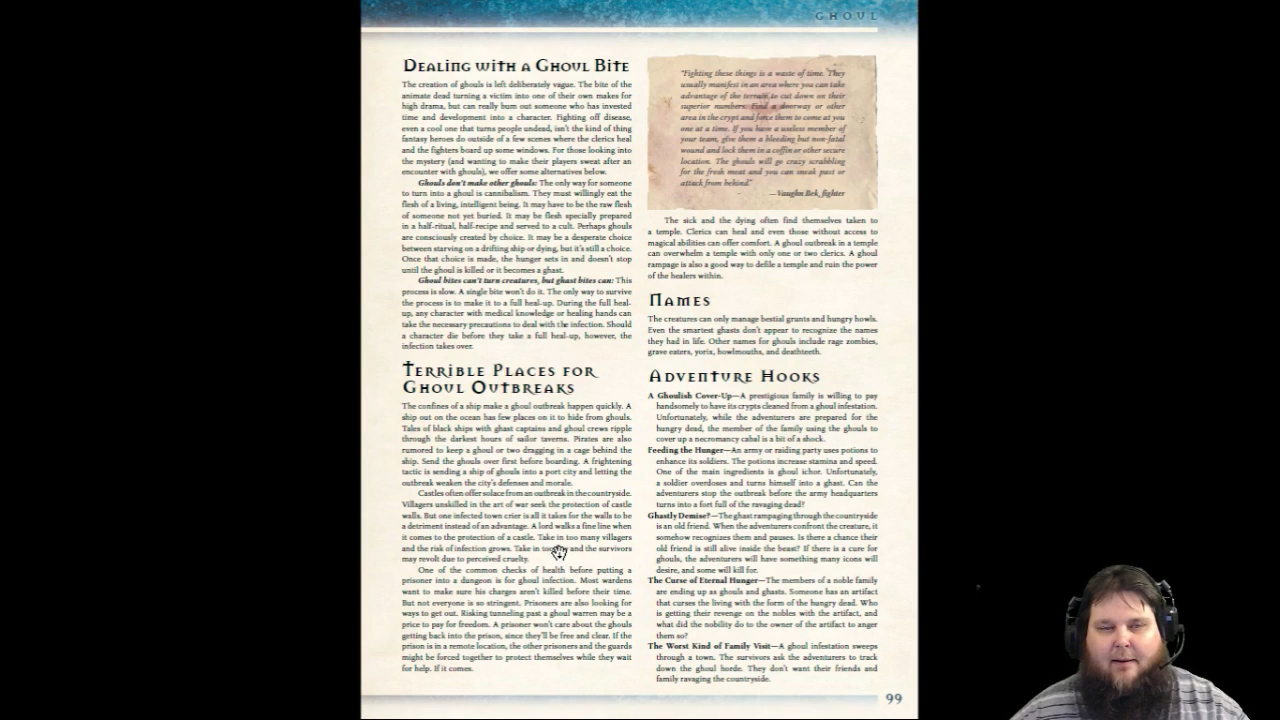 GHOUL
DEALING WITH A GHOUL BITE
The creation of ghouls is left deliberately vague. The bite of the
animate dead turning a victim into one of their own makes for
high drama, but can really bum out someone who has invested
time and development into a character. Fighting off disease,
even a cool one that turns people undead, isn't the kind of thing
fantasy heroes do outside of a few scenes where the clerics heal
and the fighters board up some windows. For those looking into
the mystery (and wanting to make their players sweat after an
encounter with ghouls), we offer some alternatives below.
Ghouls don't make other ghouls: The only way for someone
to turn into a ghoul is cannibalism. They must willingly eat the
flesh of a living, intelligent being. It may have to be the raw flesh
of someone not yet buried. It may be flesh specially prepared
in a half-ritual, half-recipe and served to a cult. Perhaps ghouls
are consciously created by choice. It may be a desperate choice
between starving on a drifting ship or dying, but it's still a choice.
Once that choice is made, the hunger sets in and doesn't stop
until the ghoul is killed or it becomes a ghast.
Ghoul bites can't turn creatures, but ghast bites can: This
process is slow. A single bite won't do it. The only way to survive
the process is to make it to a full heal-up. During the full heal-
up, any character with medical knowledge or healing hands can
take the necessary precautions to deal with the infection. Should
a character die before they take a full heal-up, however, the
infection takes over.
TERRIBLE PLACES FOR
GHOUL OUTBREAKS
The confines of a ship make a ghoul outbreak happen quickly. A
ship out on the ocean has few places on it to hide from ghouls.
Tales of black ships with ghast captains and ghoul crews ripple
through the darkest hours of sailor taverns. Pirates are also
rumored to keep a ghoul or two dragging in a cage behind the
ship. Send the ghouls over first before boarding. A frightening
tactic is sending a ship of ghouls into a port city and letting the
outbreak weaken the city's defenses and morale.
Castles often offer solace from an outbreak in the countryside.
Villagers unskilled in the art of war seek the protection of castle
walls. But one infected town crier is all it takes for the walls to be
a detriment instead of an advantage. A lord walks a fine line when
it comes to the protection of a castle. Take in too many villagers
and the risk of infection grows. Take in too and the survivors
may revolt due to perceived cruelty.
One of the common checks of health before putting a
prisoner into a dungeon is for ghoul infection. Most wardens
want to make sure his charges aren't killed before their time.
But not everyone is so stringent. Prisoners are also looking for
ways to get out. Risking tunneling past a ghoul warren may be a
price to pay for freedom. A prisoner won't care about the ghouls
getting back into the prison, since they'll be free and clear. If the
prison is in a remote location, the other prisoners and the guards
might be forced together to protect themselves while they wait
for help. If it comes.
"Fighting these things is a waste of time. They
usually manifest in an area where you can take
advantage of the terrain to cut down on their
superior numbers. Find a doorway or other
area in the crypt and force them to come at you
one at a time. If you have a useless member of
your team, give them a bleeding but non-fatal
wound and lock them in a coffin or other secure
location. The ghouls will go crazy scrabbling
for the fresh meat and you can sneak past or
attack from behind."
—Vaughn Bek, fighter
The sick and the dying often find themselves taken to
a temple. Clerics can heal and even those without access to
magical abilities can offer comfort. A ghoul outbreak in a temple
can overwhelm a temple with only one or two clerics. A ghoul
rampage is also a good way to defile a temple and ruin the power
of the healers within.
NAMES
The creatures can only manage bestial grunts and hungry howls.
Even the smartest ghasts don't appear to recognize the names
they had in life. Other names for ghouls include rage zombies,
grave eaters, yorix, howlmouths, and deathteeth.
ADVENTURE HOOKS
A Ghoulish Cover-Up—A prestigious family is willing to pay
handsomely to have its crypts cleaned from a ghoul infestation.
Unfortunately, while the adventurers are prepared for the
hungry dead, the member of the family using the ghouls to
cover up a necromancy cabal is a bit of a shock.
Feeding the Hunger—An army or raiding party uses potions to
enhance its soldiers. The potions increase stamina and speed.
One of the main ingredients is ghoul ichor. Unfortunately,
a soldier overdoses and turns himself into a ghast. Can the
adventurers stop the outbreak before the army headquarters
turns into a fort full of the ravaging dead?
Ghastly Demise?—The ghast rampaging through the countryside
is an old friend. When the adventurers confront the creature, it
somehow recognizes them and pauses. Is there a chance their
old friend is still alive inside the beast? If there is a cure for
ghouls, the adventurers will have something many icons will
desire, and some will kill for.
The Curse of Eternal Hunger—The members of a noble family
are ending up as ghouls and ghasts. Someone has an artifact
that curses the living with the form of the hungry dead. Who
is getting their revenge on the nobles with the artifact, and
what did the nobility do to the owner of the artifact to anger
them so?
The Worst Kind of Family Visit—A ghoul infestation sweeps
through a town. The survivors ask the adventurers to track
down the ghoul horde. They don't want their friends and
family ravaging the countryside.
99